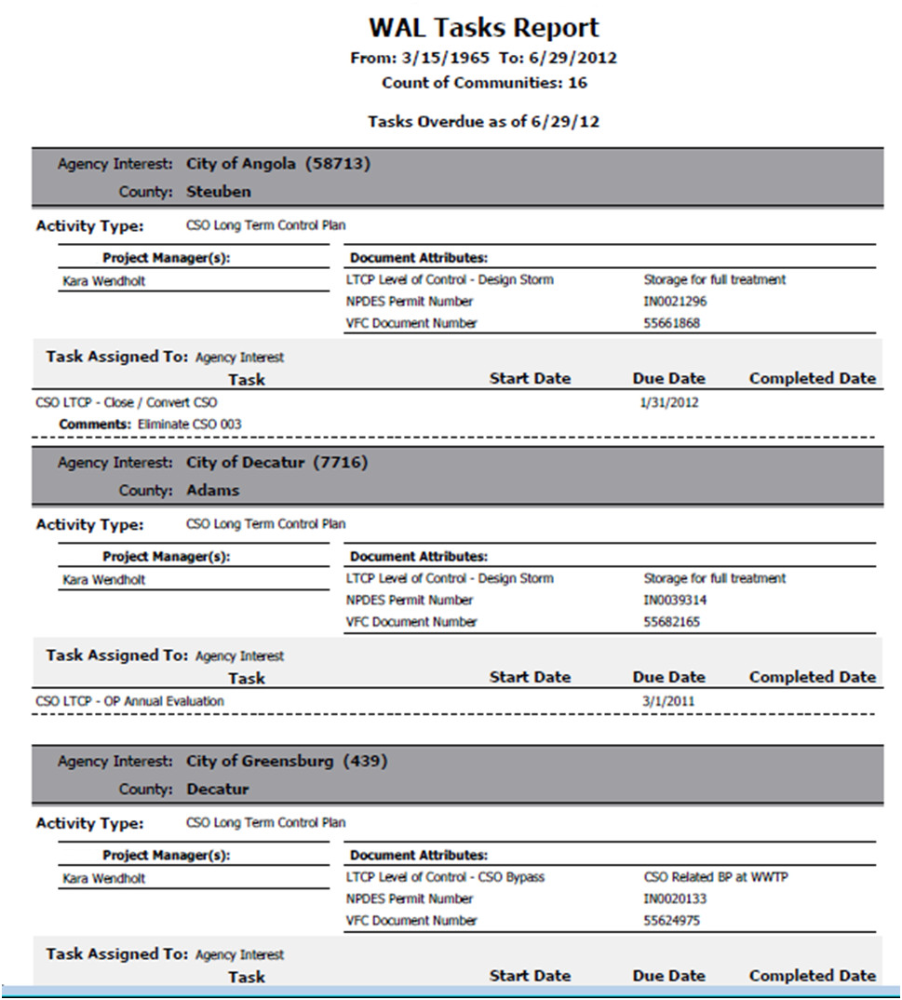 WAL Tasks Report
From: 3/15/1965 To: 6/29/2012
Count of Communities: 16
Tasks Overdue as of 6/29/12
Agency Interest: City of Angola (58713)
County: Steuben
Activity Type: CSO Long Term Control Plan
Project Manager(s): Document Attributes:
Kara Wendholt LTCP Level of Control - Design Storm Storage for full treatment
NPDES Permit Number IN0021296
VFC Document Number 55661868
Task Assigned To: Agency Interest
Task Start Date Due Date Completed Date
CSO LTCP - Close / Convert CSO 1/31/2012
Comments: Eliminate CSO 003
Agency Interest: City of Decatur (7716)
County: Adams
Activity Type: CSO Long Term Control Plan
Project Manager(s): Document Attributes:
Kara Wendholt LTCP Level of Control - Design Storm Storage for full treatment
NPDES Permit Number IN0039314
VFC Document Number 55682165
Task Assigned To: Agency Interest
Task Start Date Due Date Completed Date
CSO LTCP - OP Annual Evaluation 3/1/2011
Agency Interest: City of Greensburg (439)
County: Decatur
Activity Type: CSO Long Term Control Plan
Project Manager(s): Document Attributes:
Kara Wendholt LTCP Level of Control - CSO Bypass CSO Related BP at WWTP
NPDES Permit Number IN0020133
VFC Document Number 55624975
Task Assigned To: Agency Interest
Task Start Date Due Date Completed Date